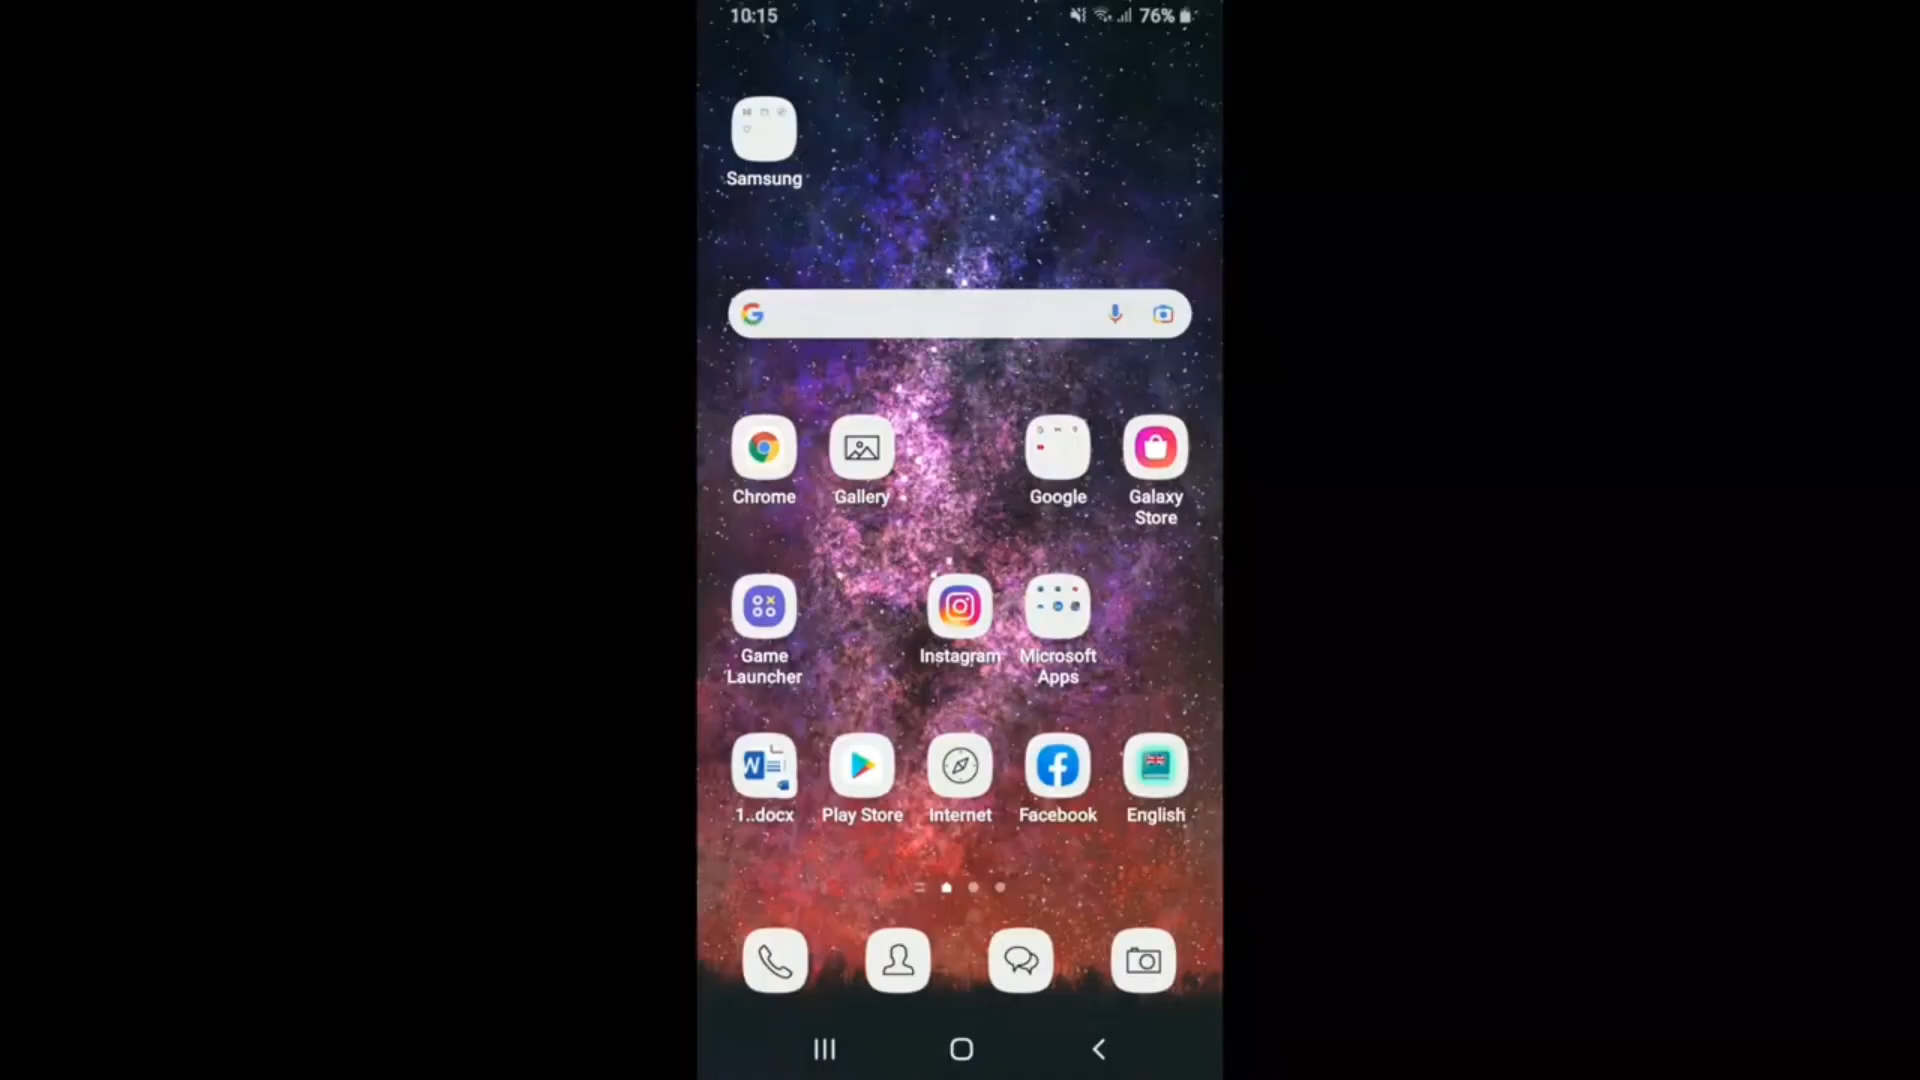 10:15
76%
Samsung
Chrome
Gallery
Google
Galaxy
Store
Game
Launcher
Instagram
Microsoft
Apps
1..docx
Play Store
Internet
Facebook
English